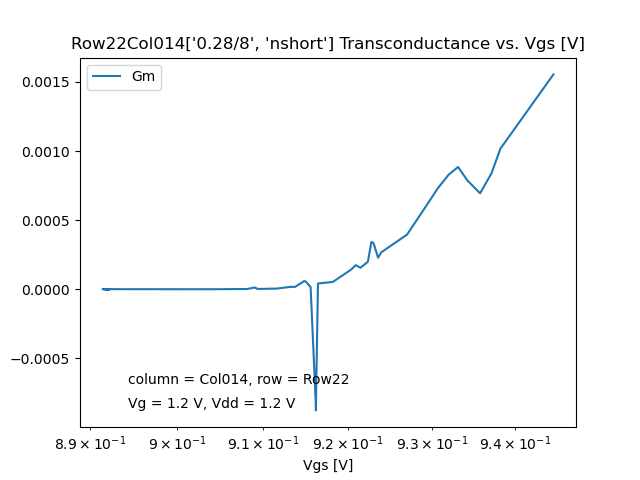 Row22Col014['0.28/8', 'nshort'] Transconductance vs. Vgs [V]
Gm
0.0015
0.0010
0.0005
0.0000
−0.0005
column = Col014, row = Row22
Vg = 1.2 V, Vdd = 1.2 V
8.9 × 10⁻¹ 9 × 10⁻¹ 9.1 × 10⁻¹ 9.2 × 10⁻¹ 9.3 × 10⁻¹ 9.4 × 10⁻¹
Vgs [V]